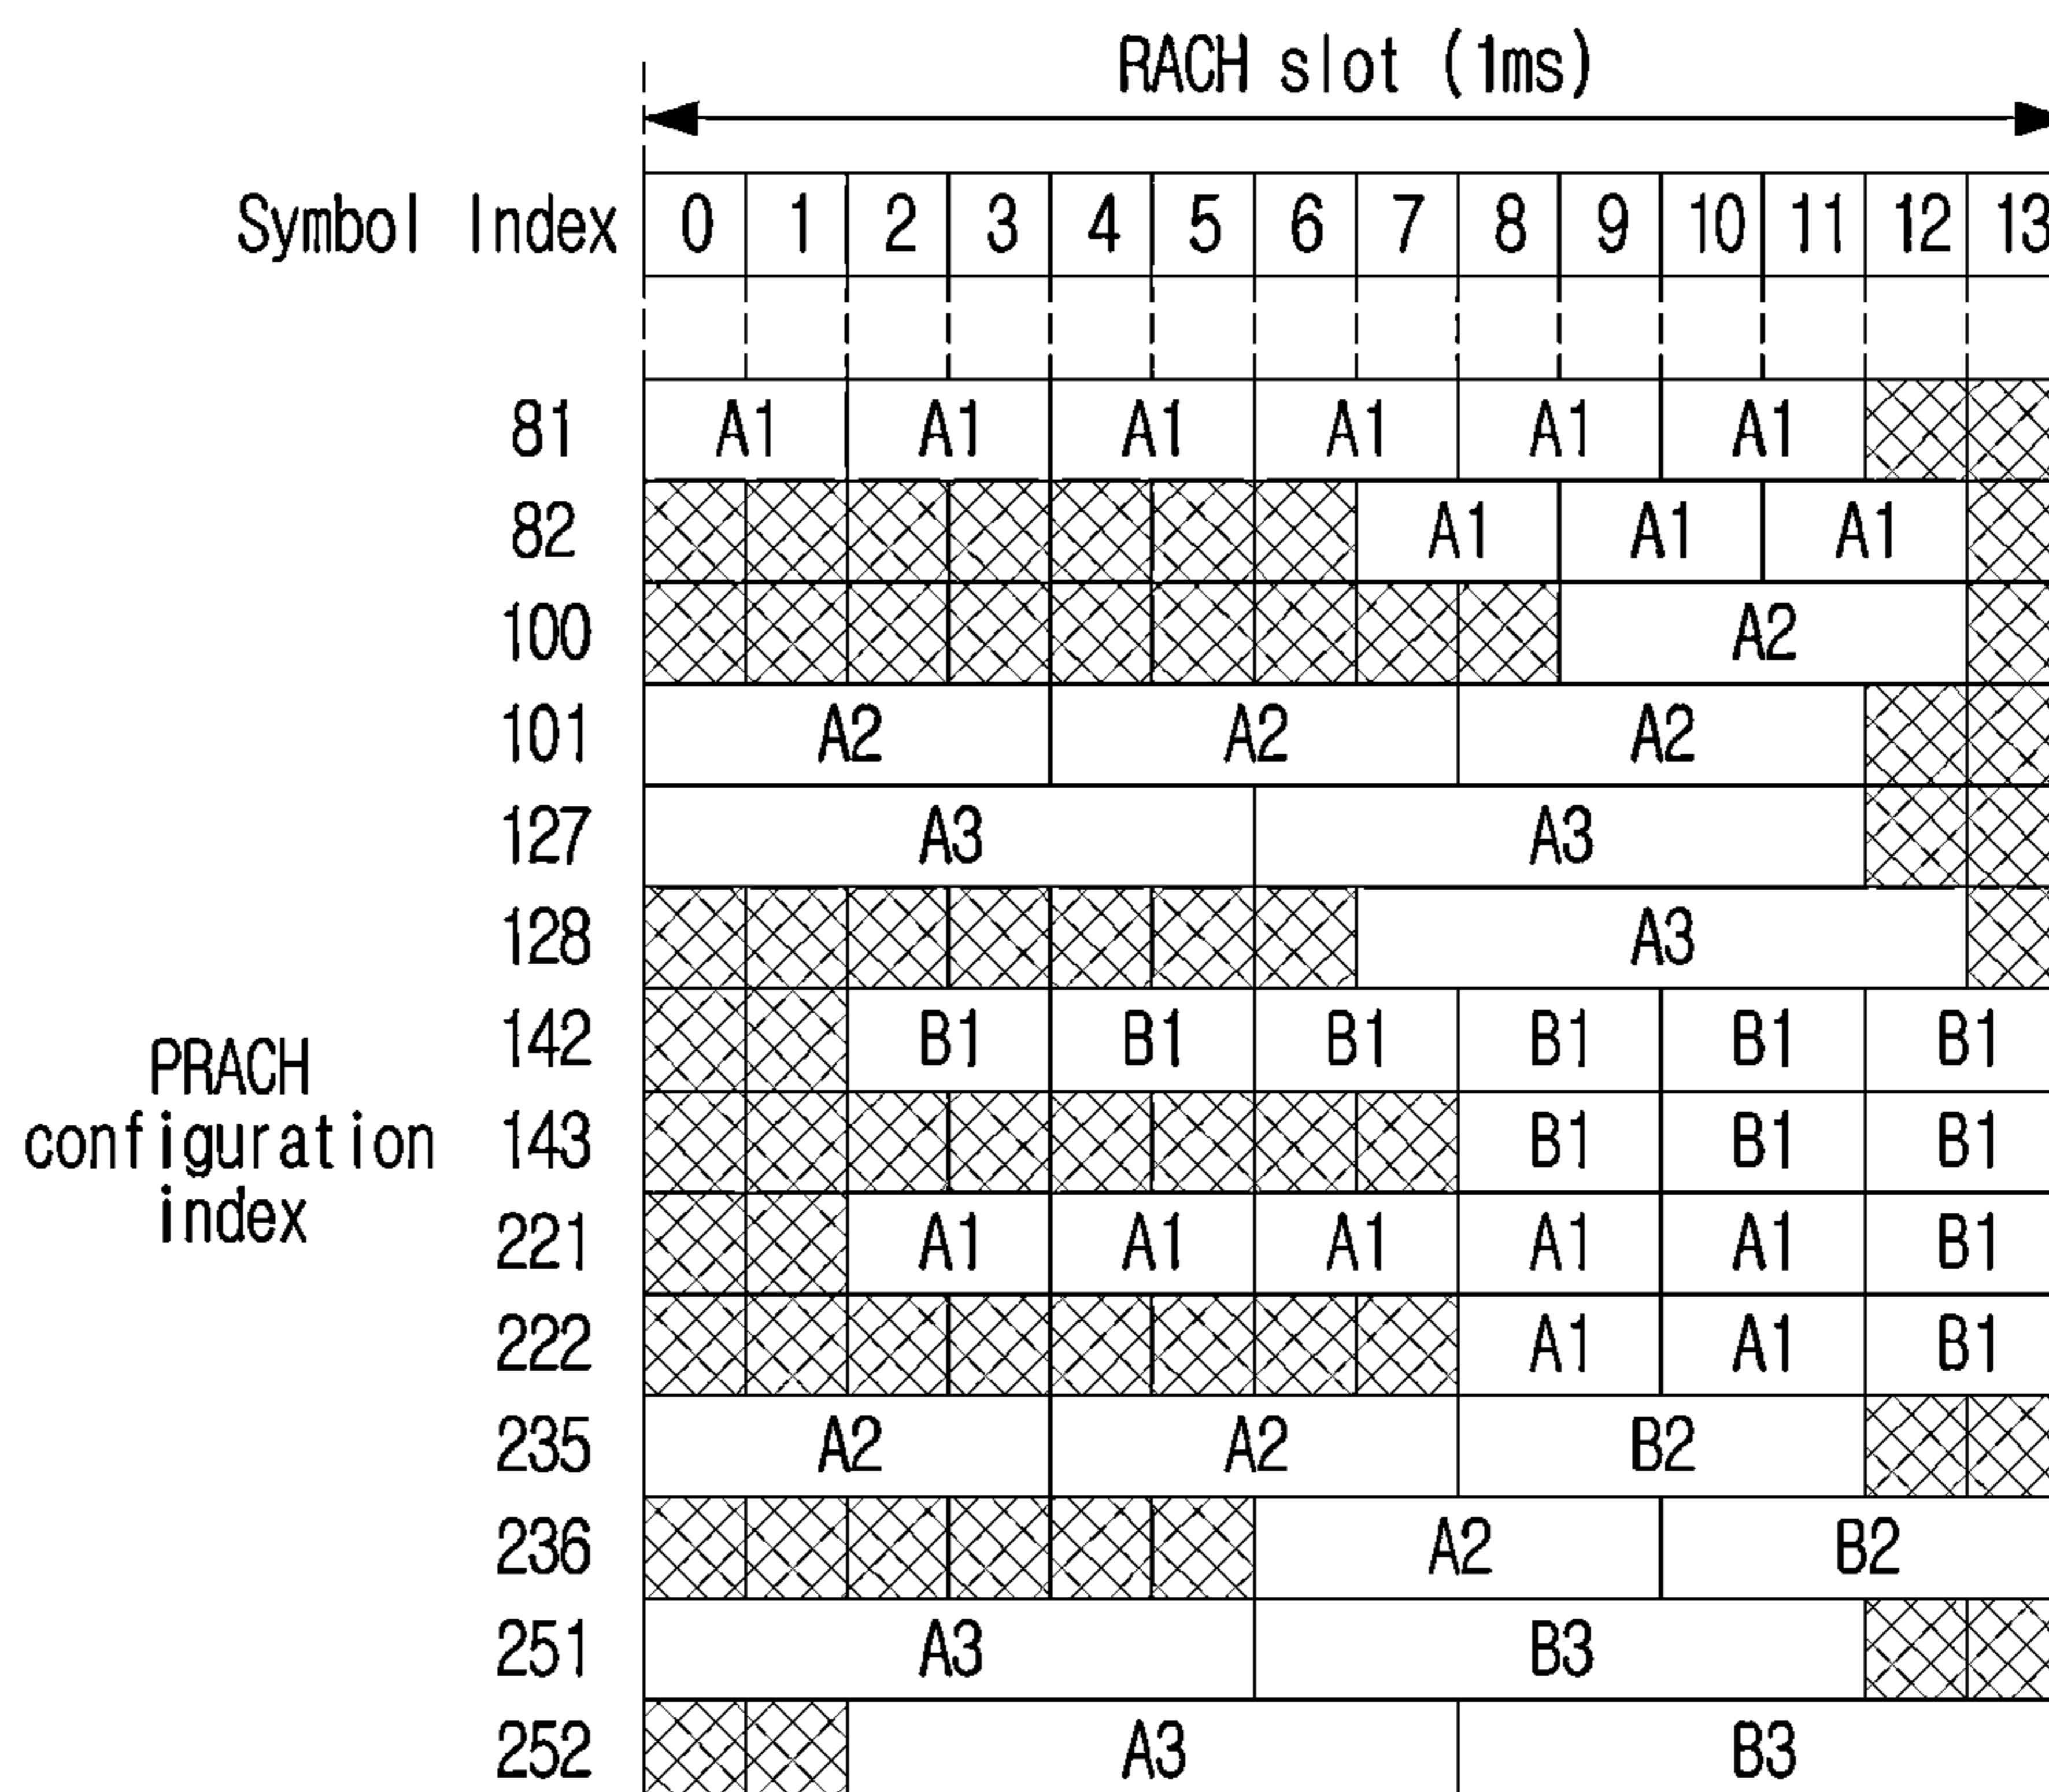 RACH slot (1ms)
Symbol Index 0 1 2 3 4 5 6 7 8 9 10 11 12 13
81 A1 A1 A1 A1 A1 A1
82 A1 A1 A1
100 A2
101 A2 A2 A2
127 A3 A3
128 A3
142 B1 B1 B1 B1 B1 B1
PRACH
configuration
index
143 B1 B1 B1
221 A1 A1 A1 A1 A1 B1
222 A1 A1 B1
235 A2 A2 B2
236 A2 B2
251 A3 B3
252 A3 B3